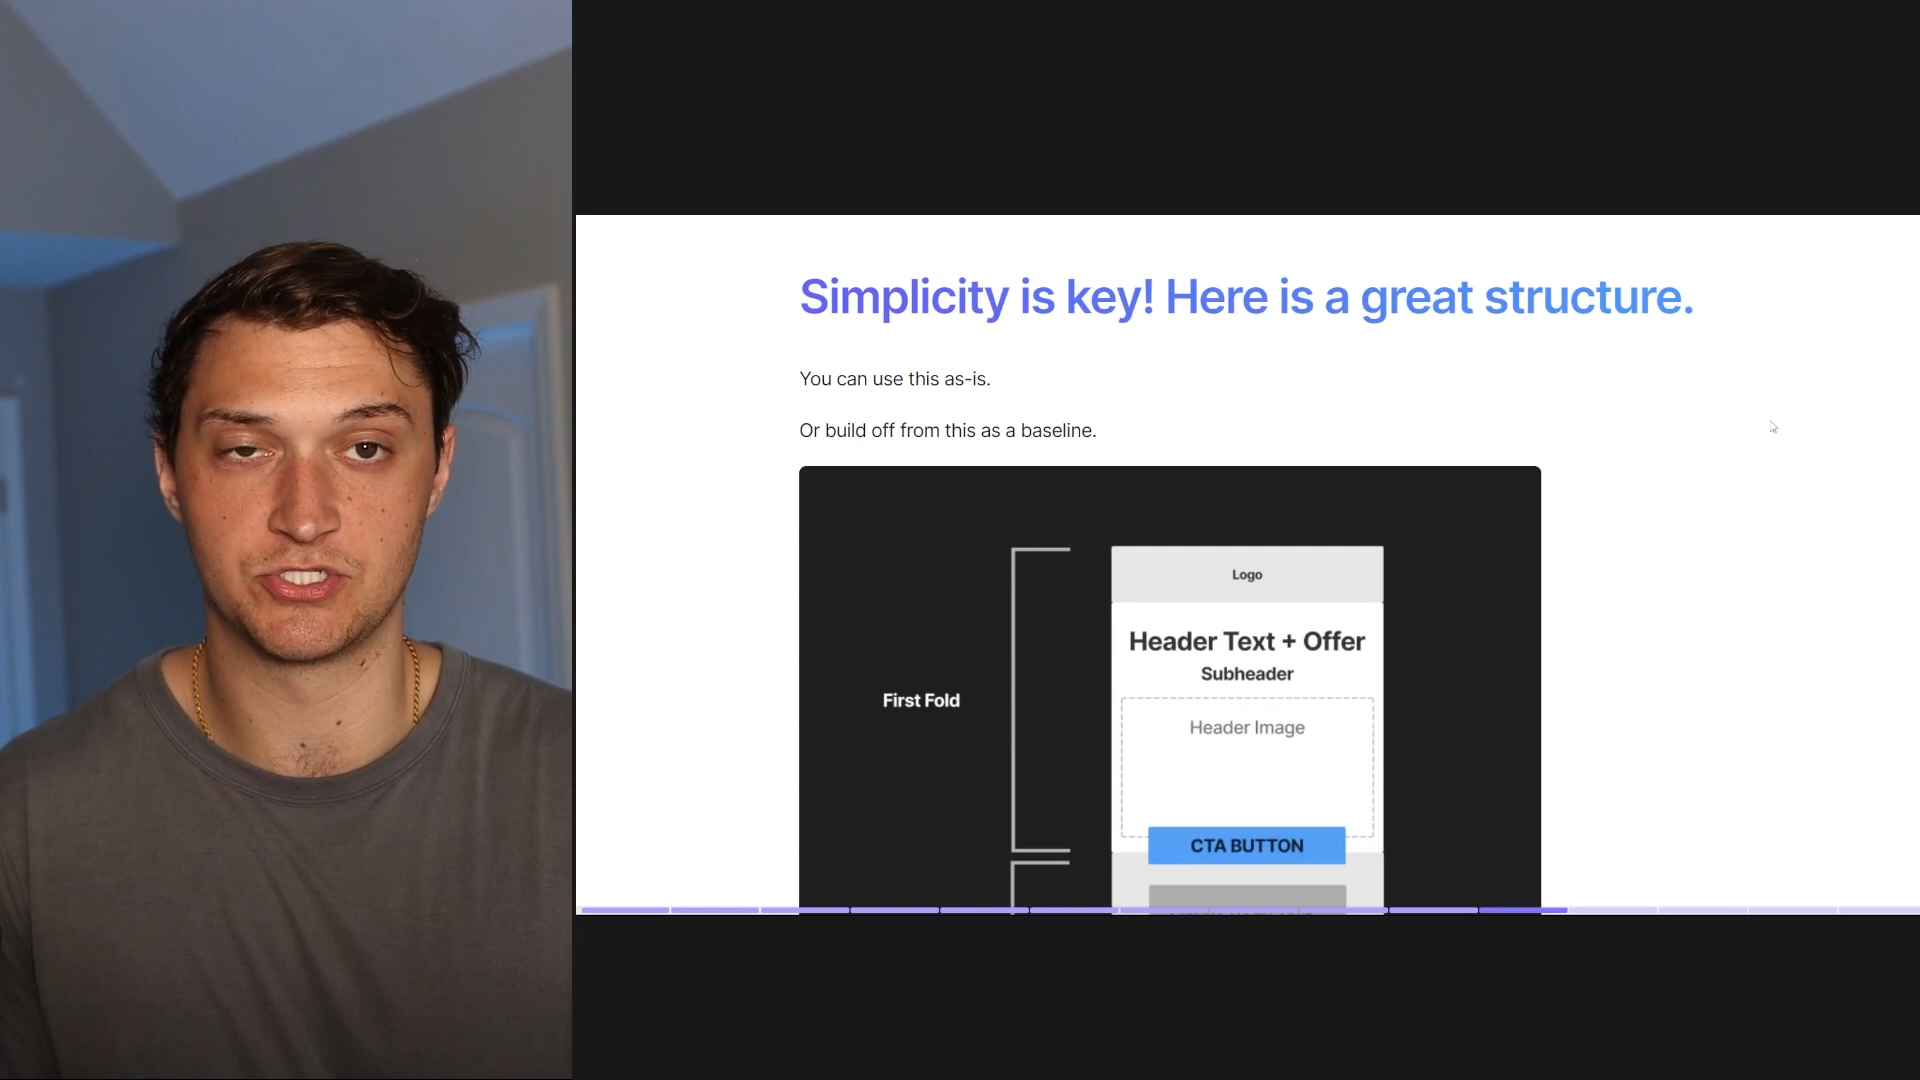 Simplicity is key! Here is a great structure.
You can use this as-is.
Or build off from this as a baseline.
Logo
Header Text + Offer
Subheader
First Fold
Header Image
CTA BUTTON